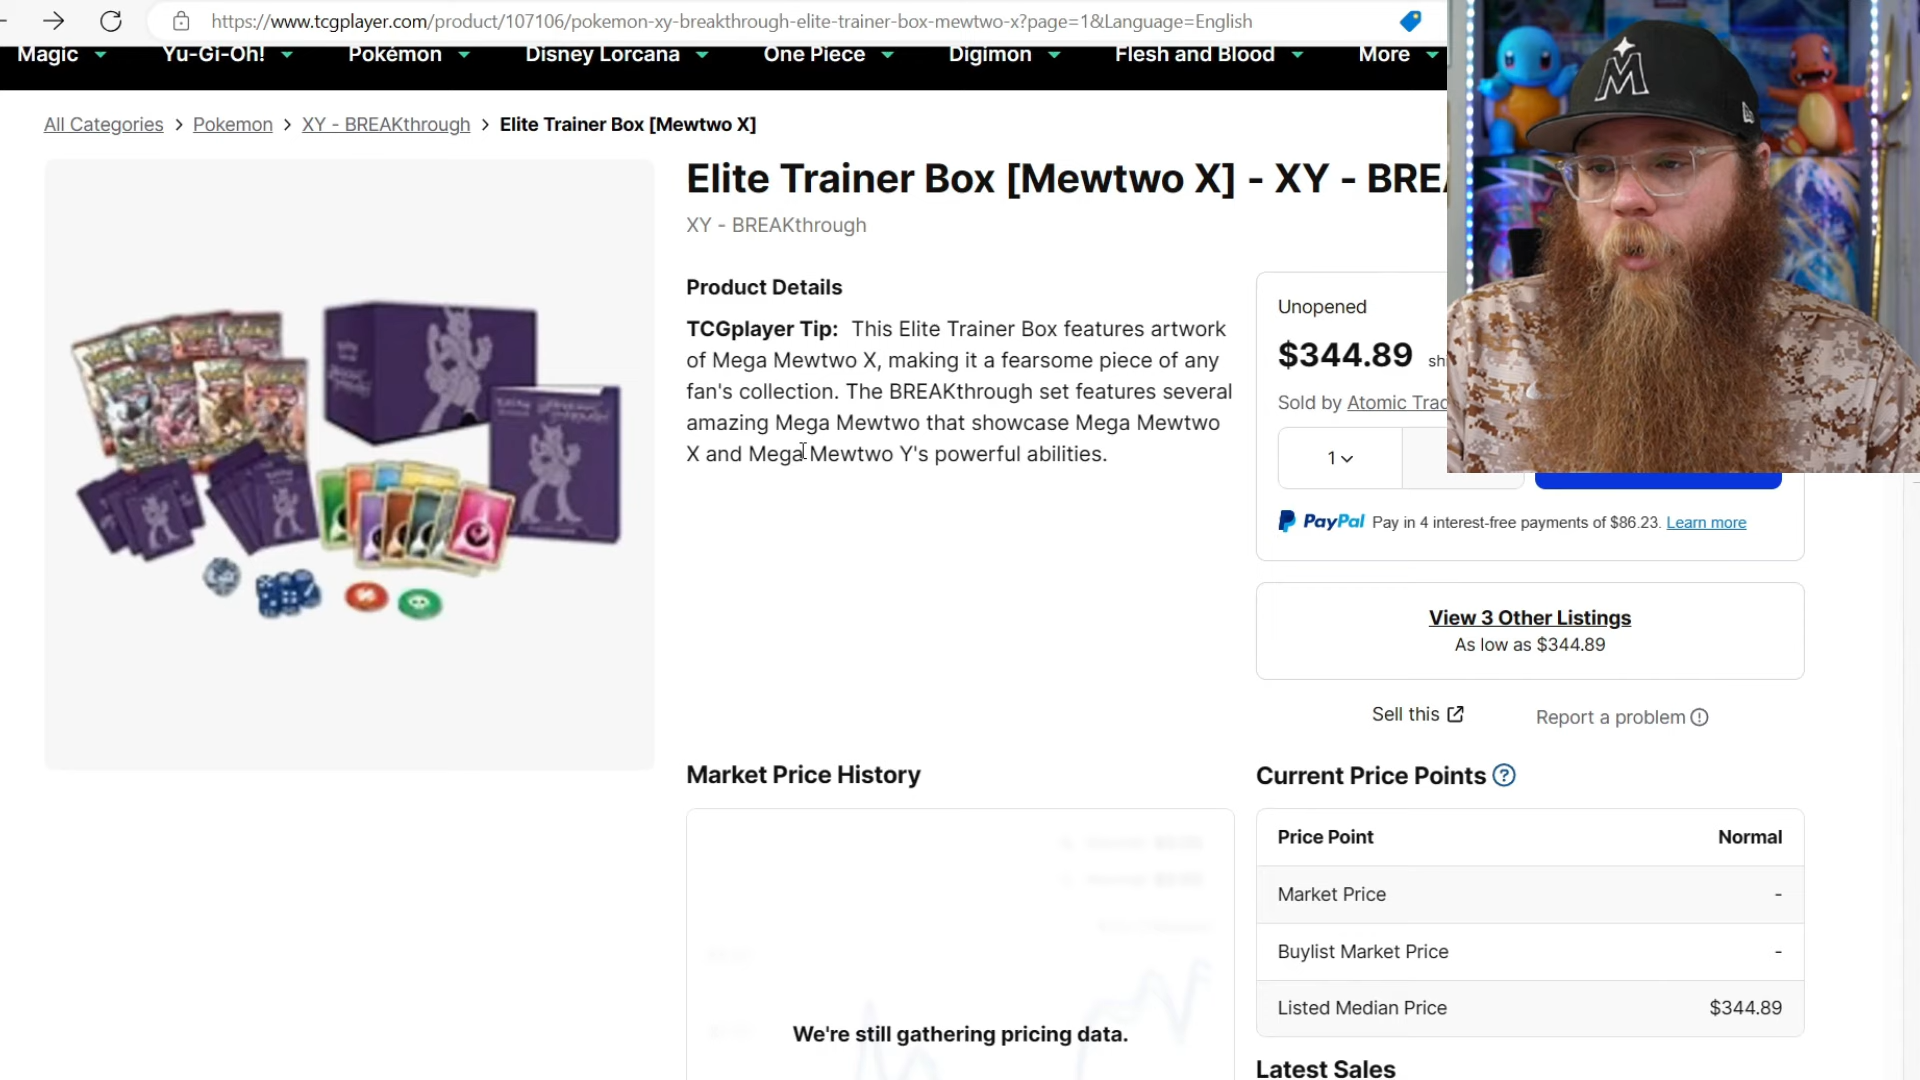 https://www.tcgplayer.com/product/107106/pokemon-xy-breakthrough-elite-trainer-box-mewtwo-x?page=1&Language=English
Magic Yu-Gi-Oh! Pokémon Disney Lorcana One Piece Digimon Flesh and Blood More
All Categories > Pokemon > XY - BREAKthrough > Elite Trainer Box [Mewtwo X]
Elite Trainer Box [Mewtwo X] - XY - BREA
XY - BREAKthrough
Product Details
TCGplayer Tip: This Elite Trainer Box features artwork
of Mega Mewtwo X, making it a fearsome piece of any
fan's collection. The BREAKthrough set features several
amazing Mega Mewtwo that showcase Mega Mewtwo
X and Mega Mewtwo Y's powerful abilities.
Unopened
$344.89 sh
Sold by Atomic Trad
1
PayPal Pay in 4 interest-free payments of $86.23. Learn more
View 3 Other Listings
As low as $344.89
Sell this
Report a problem
Market Price History
We're still gathering pricing data.
Current Price Points ?
Price Point Normal
Market Price -
Buylist Market Price -
Listed Median Price $344.89
Latest Sales
M